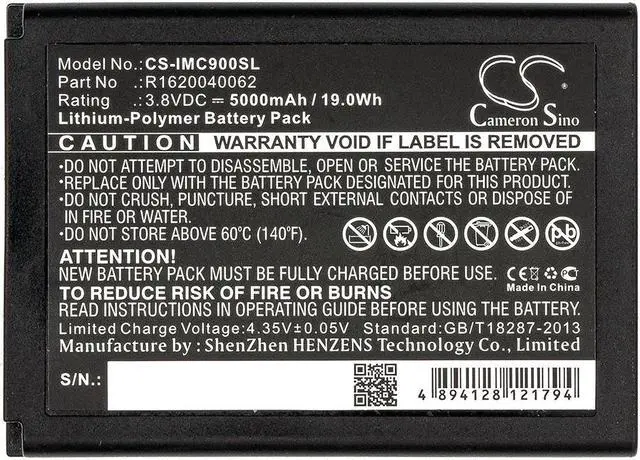 Model No.:CS-IMC900SL
Part No :R1620040062
Rating :3.8VDC ⎓ 5000mAh / 19.0Wh
Lithium-Polymer Battery Pack
CS
Cameron Sino
CAUTION WARRANTY VOID IF LABEL IS REMOVED
•DO NOT ATTEMPT TO DISASSEMBLE, OPEN OR SERVICE THE BATTERY PACK.
•REPLACE ONLY WITH THE BATTERY PACK DESIGNATED FOR THIS PRODUCT.
•DO NOT CRUSH, PUNCTURE, SHORT EXTERNAL CONTACTS OR DISPOSE OF
IN FIRE OR WATER.
•DO NOT STORE ABOVE 60°C (140°F).
Pb
ATTENTION!
NEW BATTERY PACK MUST BE FULLY CHARGED BEFORE USE
CE
Made In China
TO REDUCE RISK OF FIRE OR BURNS
READ INSTRUCTIONS IN OPERATING MANUAL BEFORE USING BATTERY.
Limited Charge Voltage:4.35V±0.05V Standard:GB/T18287-2013
Manufacture by : ShenZhen HENZENS Technology Co., Limited
S/N.:
4 894128 121794